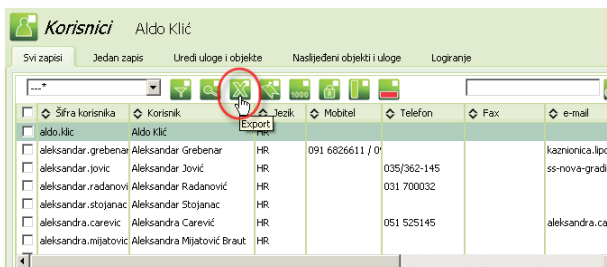 Korisnici Aldo Klić
Svi zapisi Jedan zapis Uredi uloge i objekte Naslijeđeni objekti i uloge Logiranje
---* 1000
Šifra korisnika Korisnik Jezik Mobitel Telefon Fax e-mail
Export
aldo.klic Aldo Klić HR
aleksandar.grebenar Aleksandar Grebenar HR 091 6826611 / 0 kaznionica.lipo
aleksandar.jovic Aleksandar Jović HR 035/362-145 ss-nova-gradi
aleksandar.radanovi Aleksandar Radanović HR 031 700032
aleksandar.stojanac Aleksandar Stojanac HR
aleksandra.carevic Aleksandra Carević HR 051 525145 aleksandra.ca
aleksandra.mijatovic Aleksandra Mijatović Braut HR